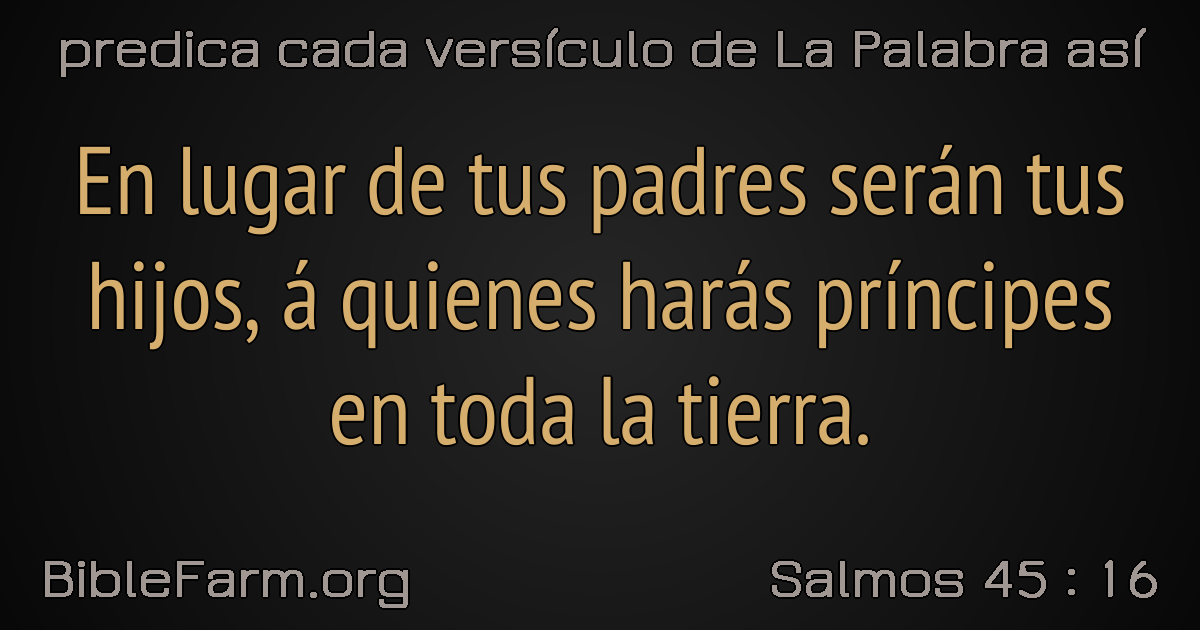 predica cada versículo de La Palabra así
En lugar de tus padres serán tus
hijos, á quienes harás príncipes
en toda la tierra.
BibleFarm.org
Salmos 45 : 16